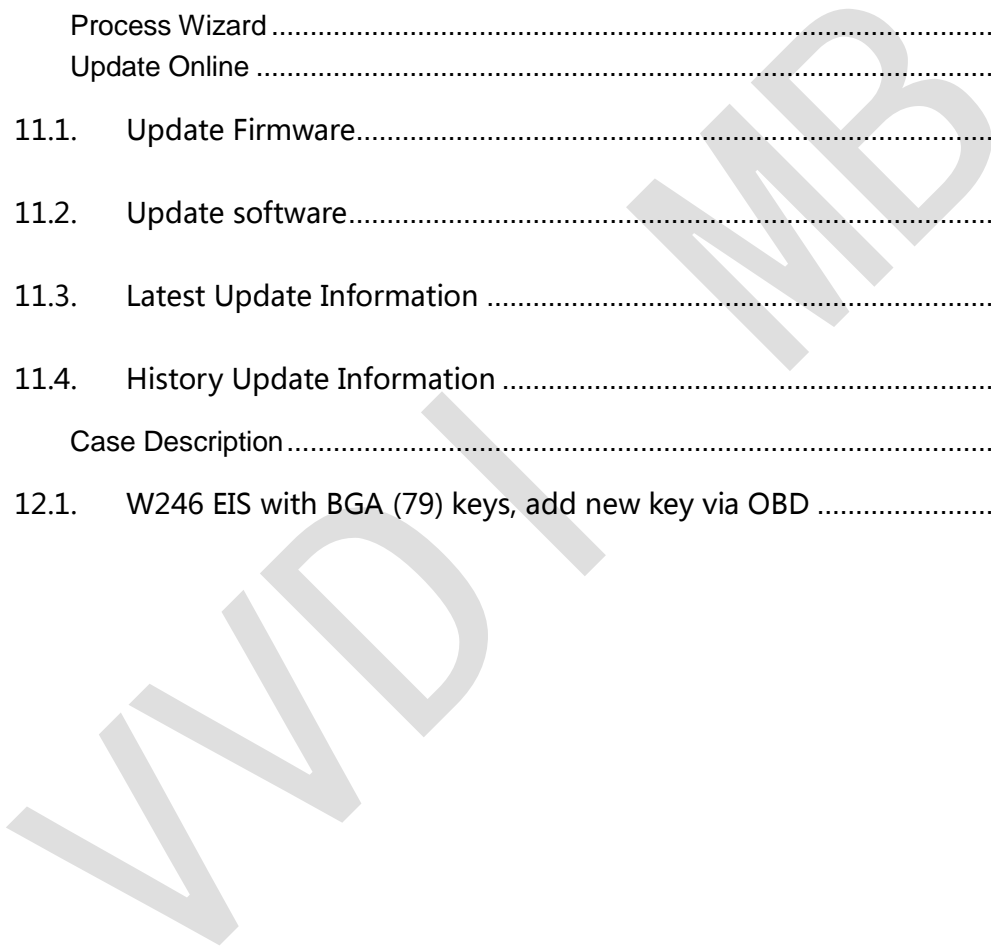 Process Wizard ........................................................................................................
Update Online ..........................................................................................................
11.1. Update Firmware...........................................................................................
11.2. Update software............................................................................................
11.3. Latest Update Information ...........................................................................
11.4. History Update Information .........................................................................
Case Description ......................................................................................................
12.1. W246 EIS with BGA (79) keys, add new key via OBD ......................
VVDI MB